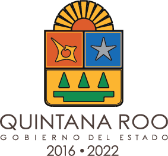 QUINTANA ROO
GOBIERNO DEL ESTADO
2016 • 2022